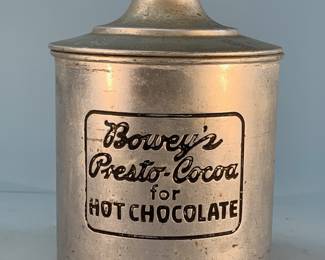 Bowey's
Presto-Cocoa
for
HOT CHOCOLATE